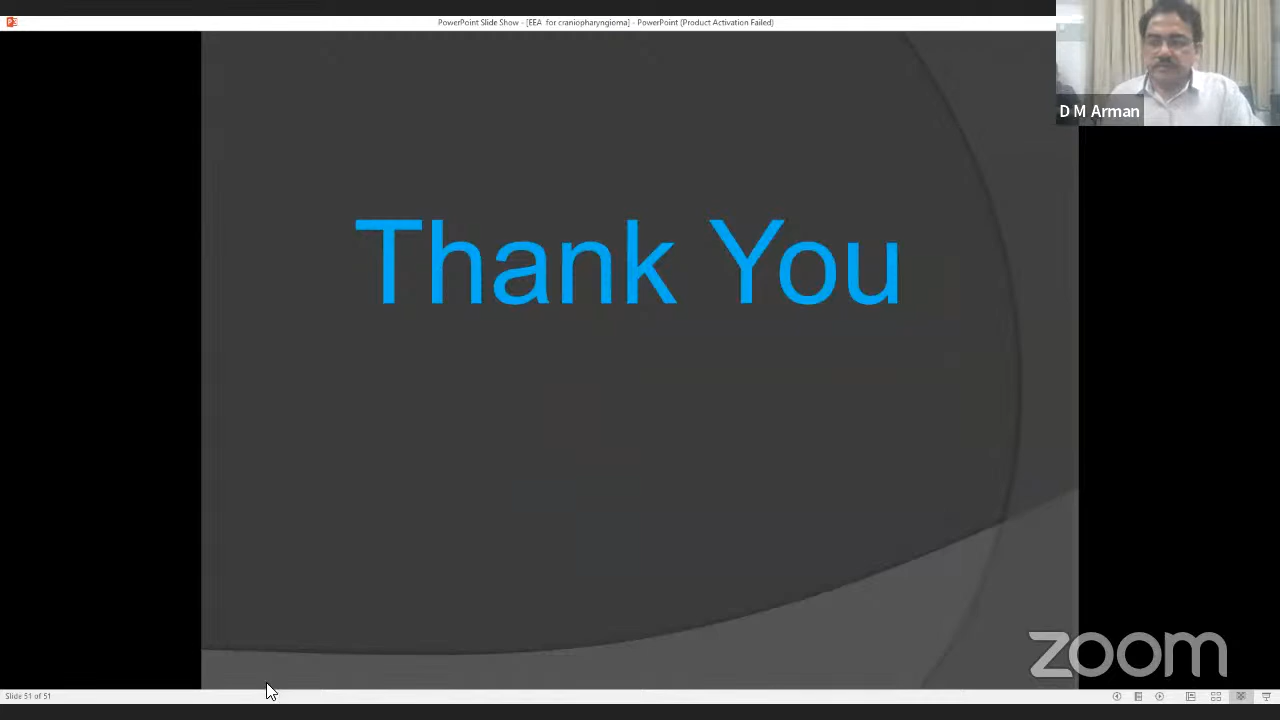 PowerPoint Slide Show - [EEA for craniopharyngioma] - PowerPoint (Product Activation Failed)
D M Arman
Thank You
zoom
Slide 51 of 51